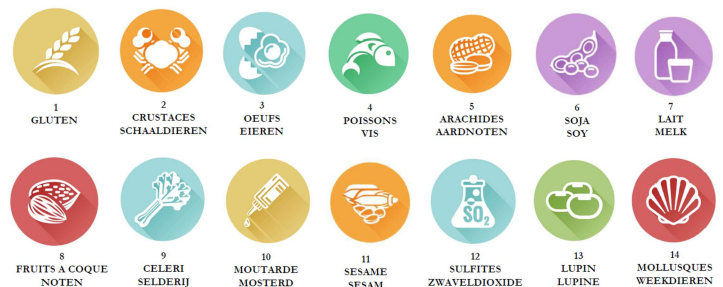 1
GLUTEN
2
CRUSTACES
SCHAALDIEREN
3
OEUFS
EIEREN
4
POISSONS
VIS
5
ARACHIDES
AARDNOTEN
6
SOJA
SOY
7
LAIT
MELK
SO2
8
FRUITS A COQUE
NOTEN
9
CELERI
SELDERIJ
10
MOUTARDE
MOSTERD
11
SESAME
SESAM
12
SULFITES
ZWAVELDIOXIDE
13
LUPIN
LUPINE
14
MOLLUSQUES
WEEKDIEREN